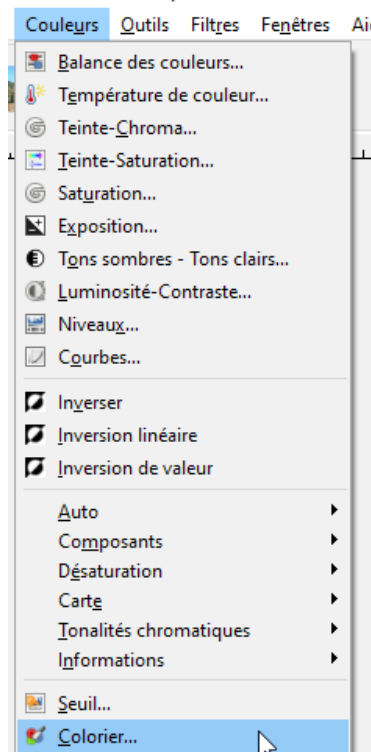 Couleurs Outils Filtres Fenêtres
Balance des couleurs...
Température de couleur...
Teinte-Chroma...
Teinte-Saturation...
Saturation...
Exposition...
Tons sombres - Tons clairs...
Luminosité-Contraste...
Niveaux...
Courbes...
Inverser
Inversion linéaire
Inversion de valeur
Auto
Composants
Désaturation
Carte
Tonalités chromatiques
Informations
Seuil...
Colorier...